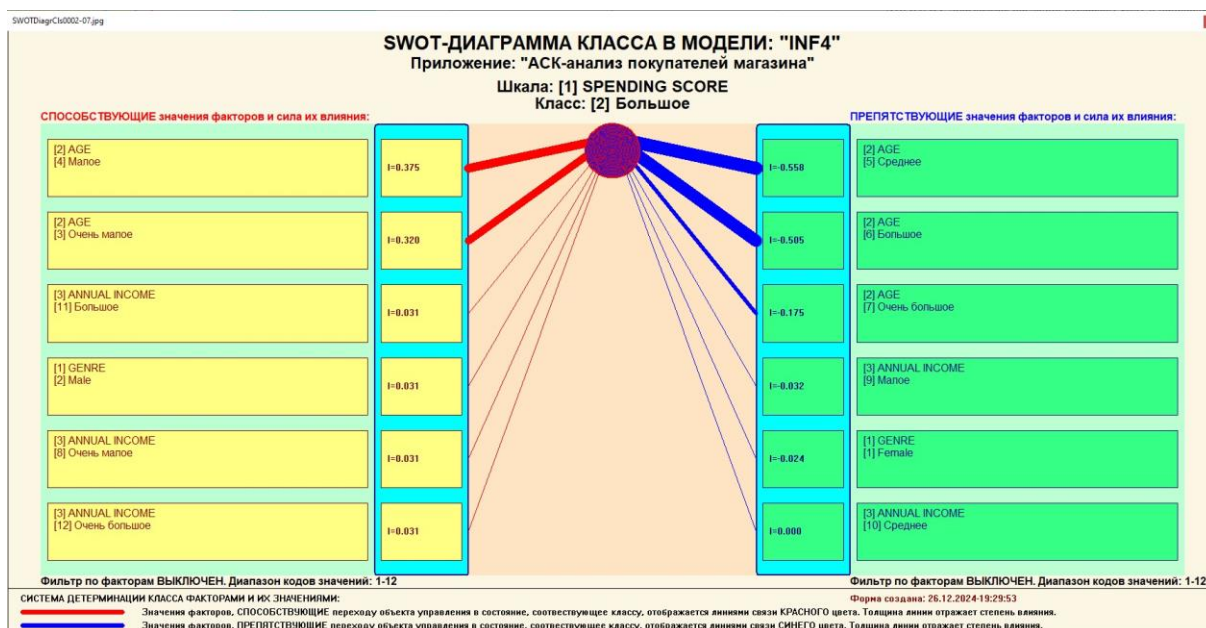 SWOTDiagrCls0002-07.jpg
SWOT-ДИАГРАММА КЛАССА В МОДЕЛИ: "INF4"
Приложение: "АСК-анализ покупателей магазина"
Шкала: [1] SPENDING SCORE
Класс: [2] Большое
СПОСОБСТВУЮЩИЕ значения факторов и сила их влияния:
[2] AGE
[4] Малое
I=0.375
[2] AGE
[3] Очень малое
I=0.320
[3] ANNUAL INCOME
[11] Большое
I=0.031
[1] GENRE
[2] Male
I=0.031
[3] ANNUAL INCOME
[8] Очень малое
I=0.031
[3] ANNUAL INCOME
[12] Очень большое
I=0.031
Фильтр по факторам ВЫКЛЮЧЕН. Диапазон кодов значений: 1-12
ПРЕПЯТСТВУЮЩИЕ значения факторов и сила их влияния:
I=-0.558
[2] AGE
[5] Среднее
I=-0.505
[2] AGE
[6] Большое
I=-0.175
[2] AGE
[7] Очень большое
I=-0.032
[3] ANNUAL INCOME
[9] Малое
I=-0.024
[1] GENRE
[1] Female
I=0.000
[3] ANNUAL INCOME
[10] Среднее
Фильтр по факторам ВЫКЛЮЧЕН. Диапазон кодов значений: 1-12
СИСТЕМА ДЕТЕРМИНАЦИИ КЛАССА ФАКТОРАМИ И ИХ ЗНАЧЕНИЯМИ:
Форма создана: 26.12.2024-19:29:53
Значения факторов, СПОСОБСТВУЮЩИЕ переходу объекта управления в состояние, соотвествующее классу, отображается линиями связи КРАСНОГО цвета. Толщина линии отражает степень влияния.
Значения факторов, ПРЕПЯТСТВУЮЩИЕ переходу объекта управления в состояние, соотвествующее классу, отображается линиями связи СИНЕГО цвета. Толщина линии отражает степень влияния.